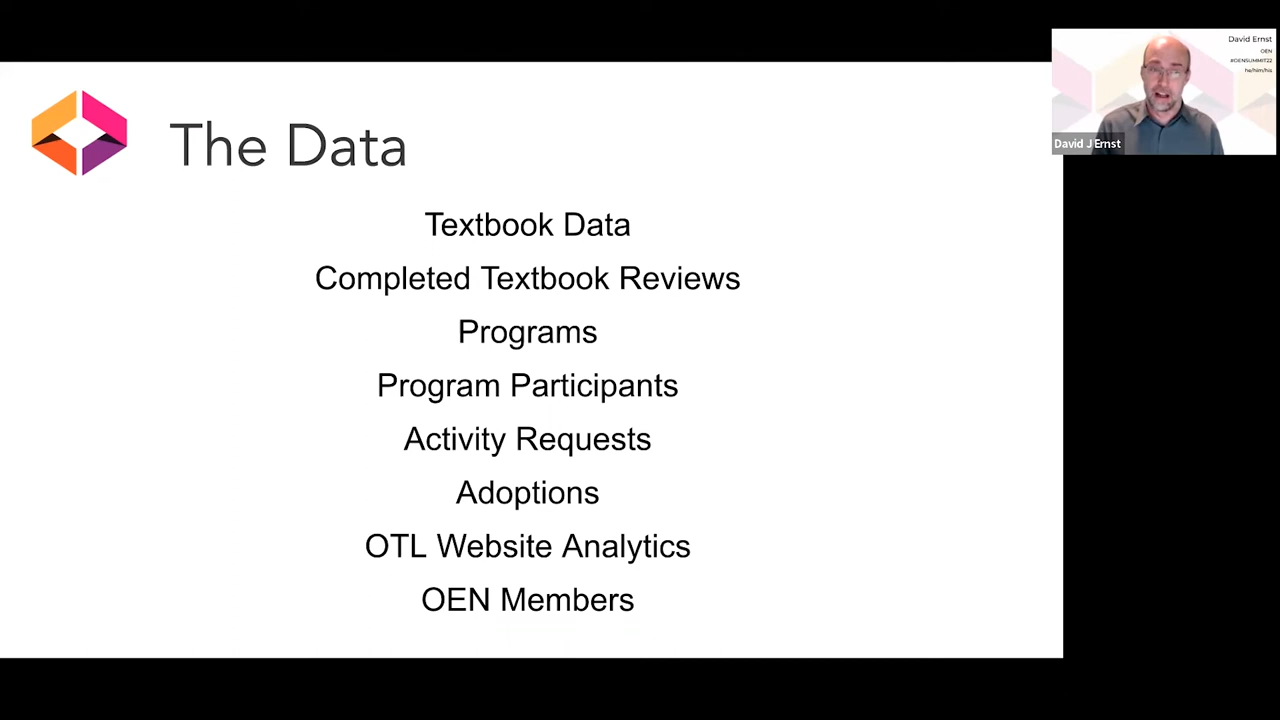 The Data
Textbook Data
Completed Textbook Reviews
Programs
Program Participants
Activity Requests
Adoptions
OTL Website Analytics
OEN Members
David Ernst
OEN
#OENSUMMIT22
he/him/his
David J Ernst